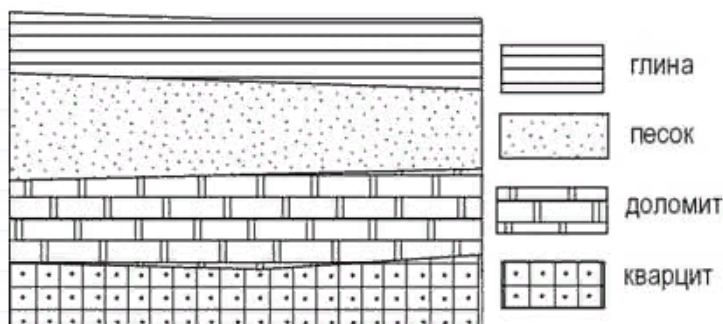 глина
песок
доломит
кварцит